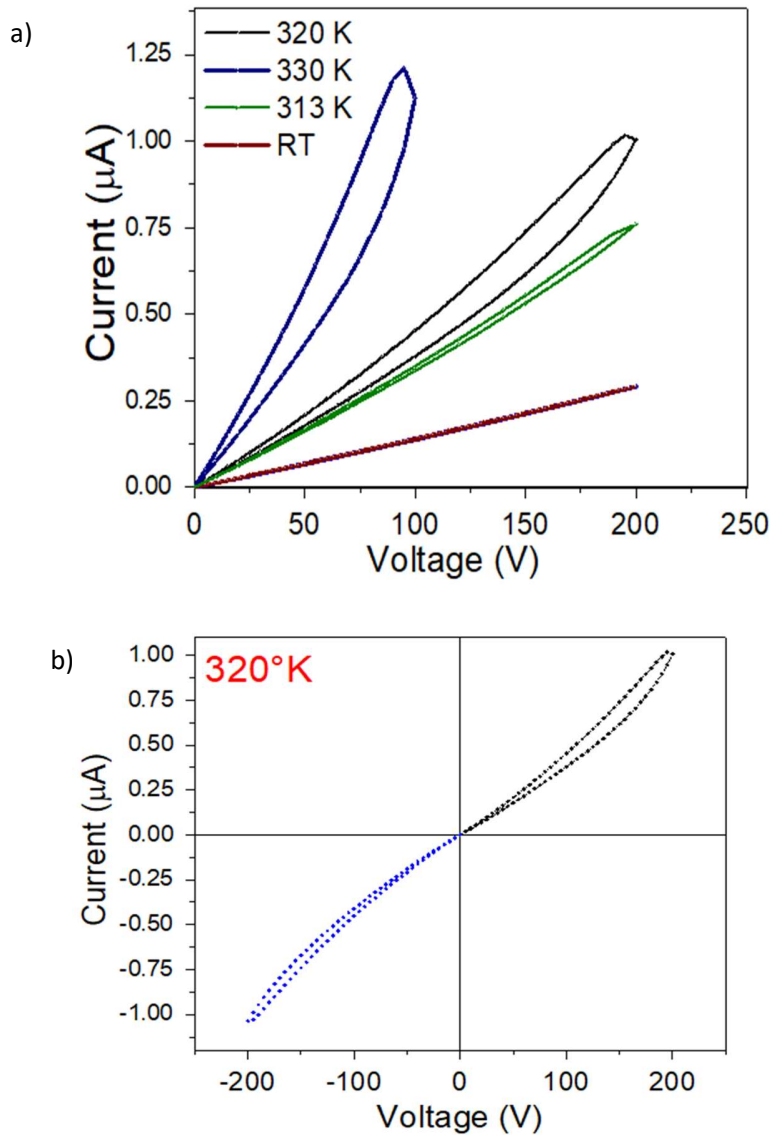 a)
320 K
330 K
313 K
RT
1.25
1.00
0.75
0.50
0.25
0.00
Current (μA)
0 50 100 150 200 250
Voltage (V)
b)
320°K
1.00
0.75
0.50
0.25
0.00
-0.25
-0.50
-0.75
-1.00
Current (μA)
-200 -100 0 100 200
Voltage (V)